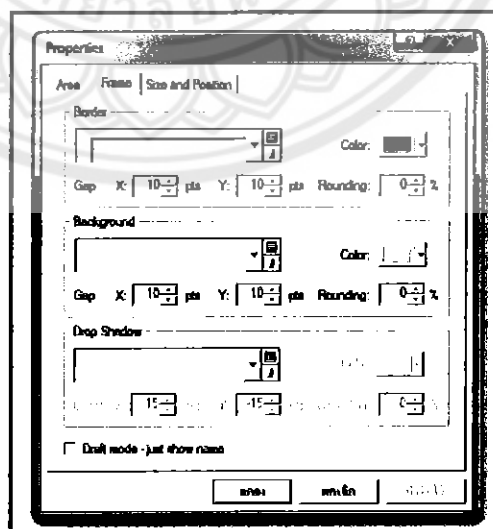 Properties
Area Frame Size and Position
Border
Color:
Gap X: 10 pts Y: 10 pts Rounding: 0 %
Background
Color:
Gap X: 10 pts Y: 10 pts Rounding: 0 %
Drop Shadow
15 -15 0
Draft mode - just show name
ตกลง ยกเลิก